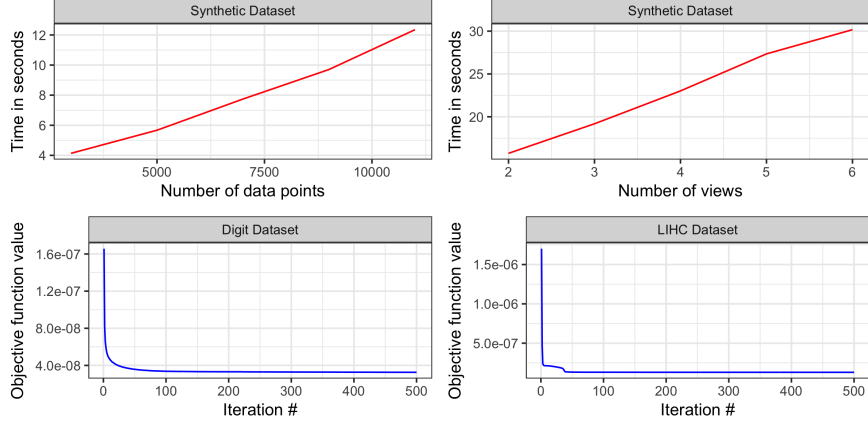 Synthetic Dataset
Time in seconds
12
10
8
6
4
5000 7500 10000
Number of data points
Synthetic Dataset
Time in seconds
30
25
20
2 3 4 5 6
Number of views
Digit Dataset
Objective function value
1.6e-07
1.2e-07
8.0e-08
4.0e-08
0 100 200 300 400 500
Iteration #
LIHC Dataset
Objective function value
1.5e-06
1.0e-06
5.0e-07
0 100 200 300 400 500
Iteration #